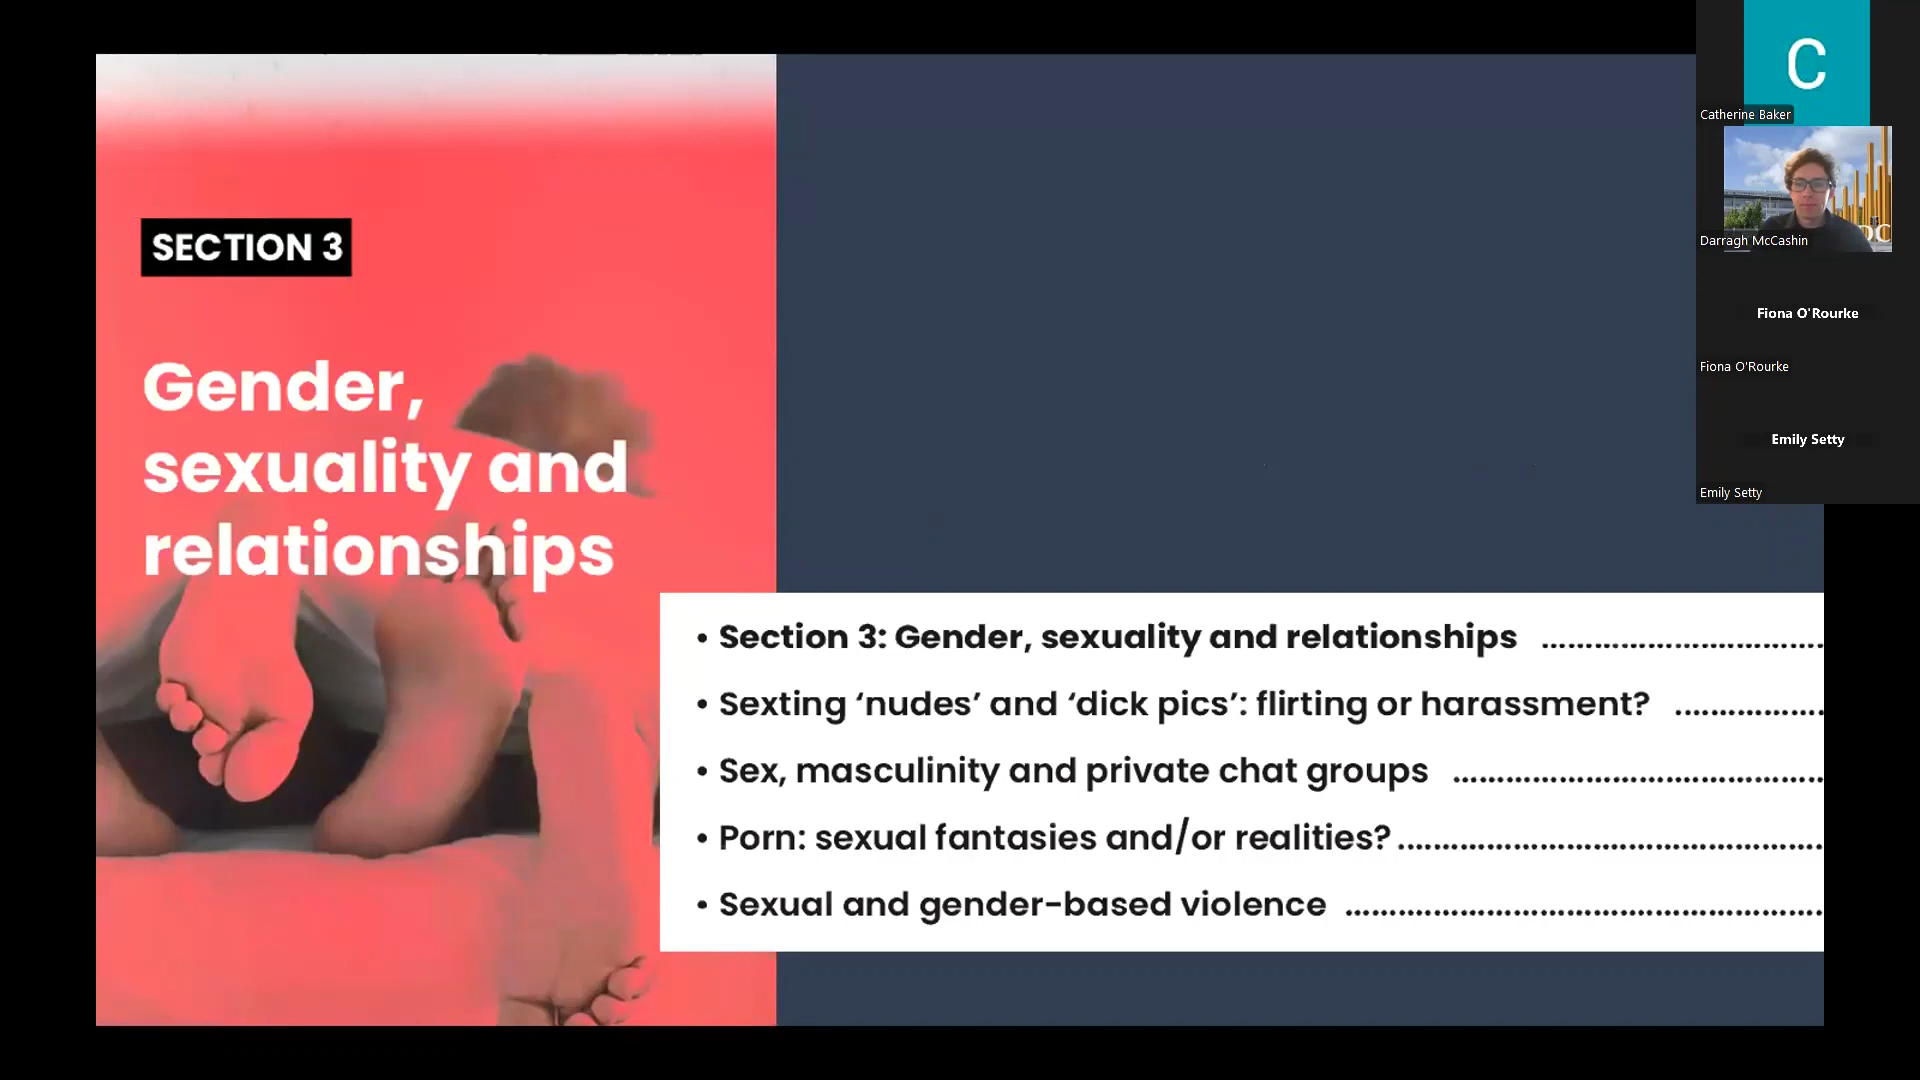 SECTION 3
Gender,
sexuality and
relationships
• Section 3: Gender, sexuality and relationships ................................
• Sexting ‘nudes’ and ‘dick pics’: flirting or harassment? .................
• Sex, masculinity and private chat groups ..........................................
• Porn: sexual fantasies and/or realities? ................................................
• Sexual and gender-based violence ......................................................
C
Catherine Baker
DC
Darragh McCashin
Fiona O'Rourke
Fiona O'Rourke
Emily Setty
Emily Setty